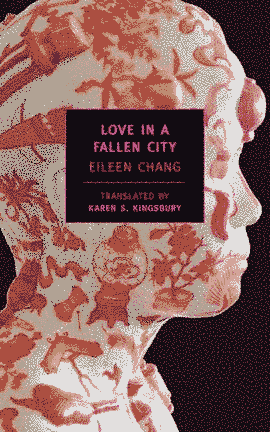 LOVE IN A
FALLEN CITY
EILEEN CHANG
TRANSLATED BY
KAREN S. KINGSBURY